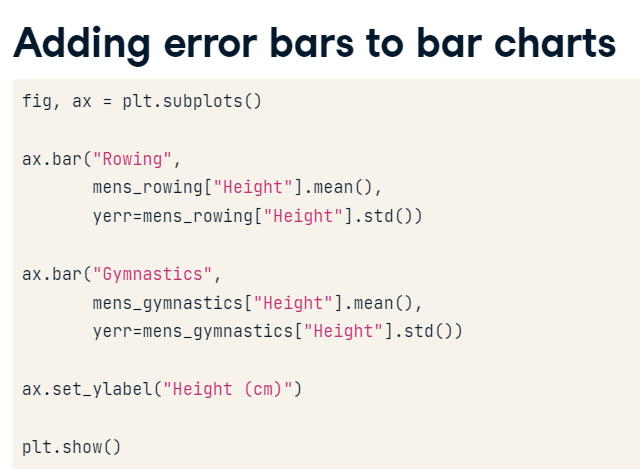 Adding error bars to bar charts
fig, ax = plt.subplots()
ax.bar("Rowing",
mens_rowing["Height"].mean(),
yerr=mens_rowing["Height"].std())
ax.bar("Gymnastics",
mens_gymnastics["Height"].mean(),
yerr=mens_gymnastics["Height"].std())
ax.set_ylabel("Height (cm)")
plt.show()